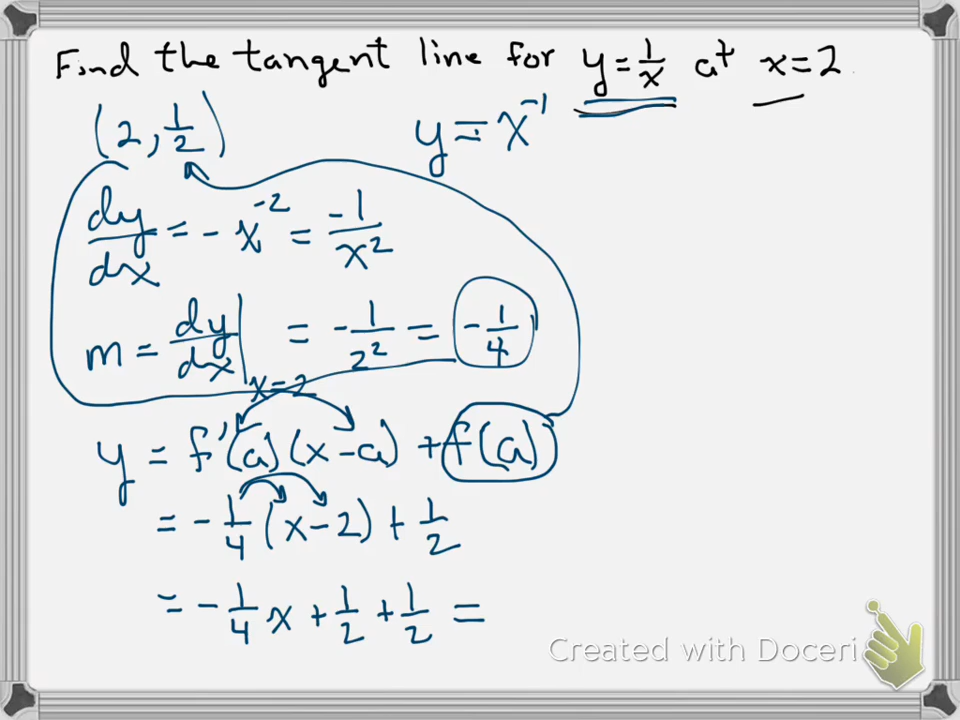 Find the tangent line for y = 1/x at x = 2
(2, 1/2) y = x^-1
dy/dx = -x^-2 = -1/x^2
m = dy/dx | x=2 = -1/2^2 = -1/4
y = f'(a)(x-a) + f(a)
= -1/4(x-2) + 1/2
= -1/4x + 1/2 + 1/2 =
Created with Doceri